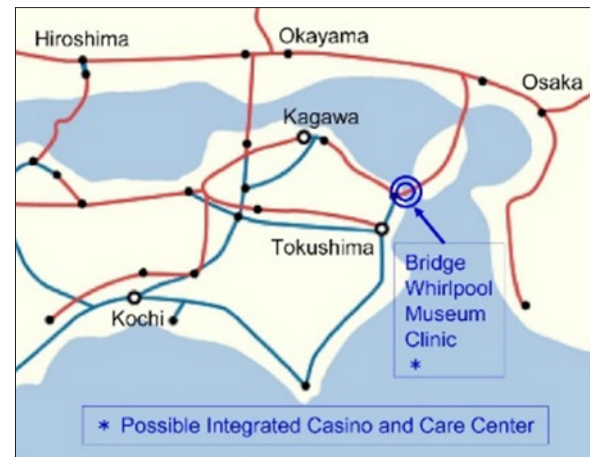 Hiroshima
Okayama
Osaka
Kagawa
Tokushima
Bridge
Whirlpool
Museum
Clinic
*
Kochi
* Possible Integrated Casino and Care Center